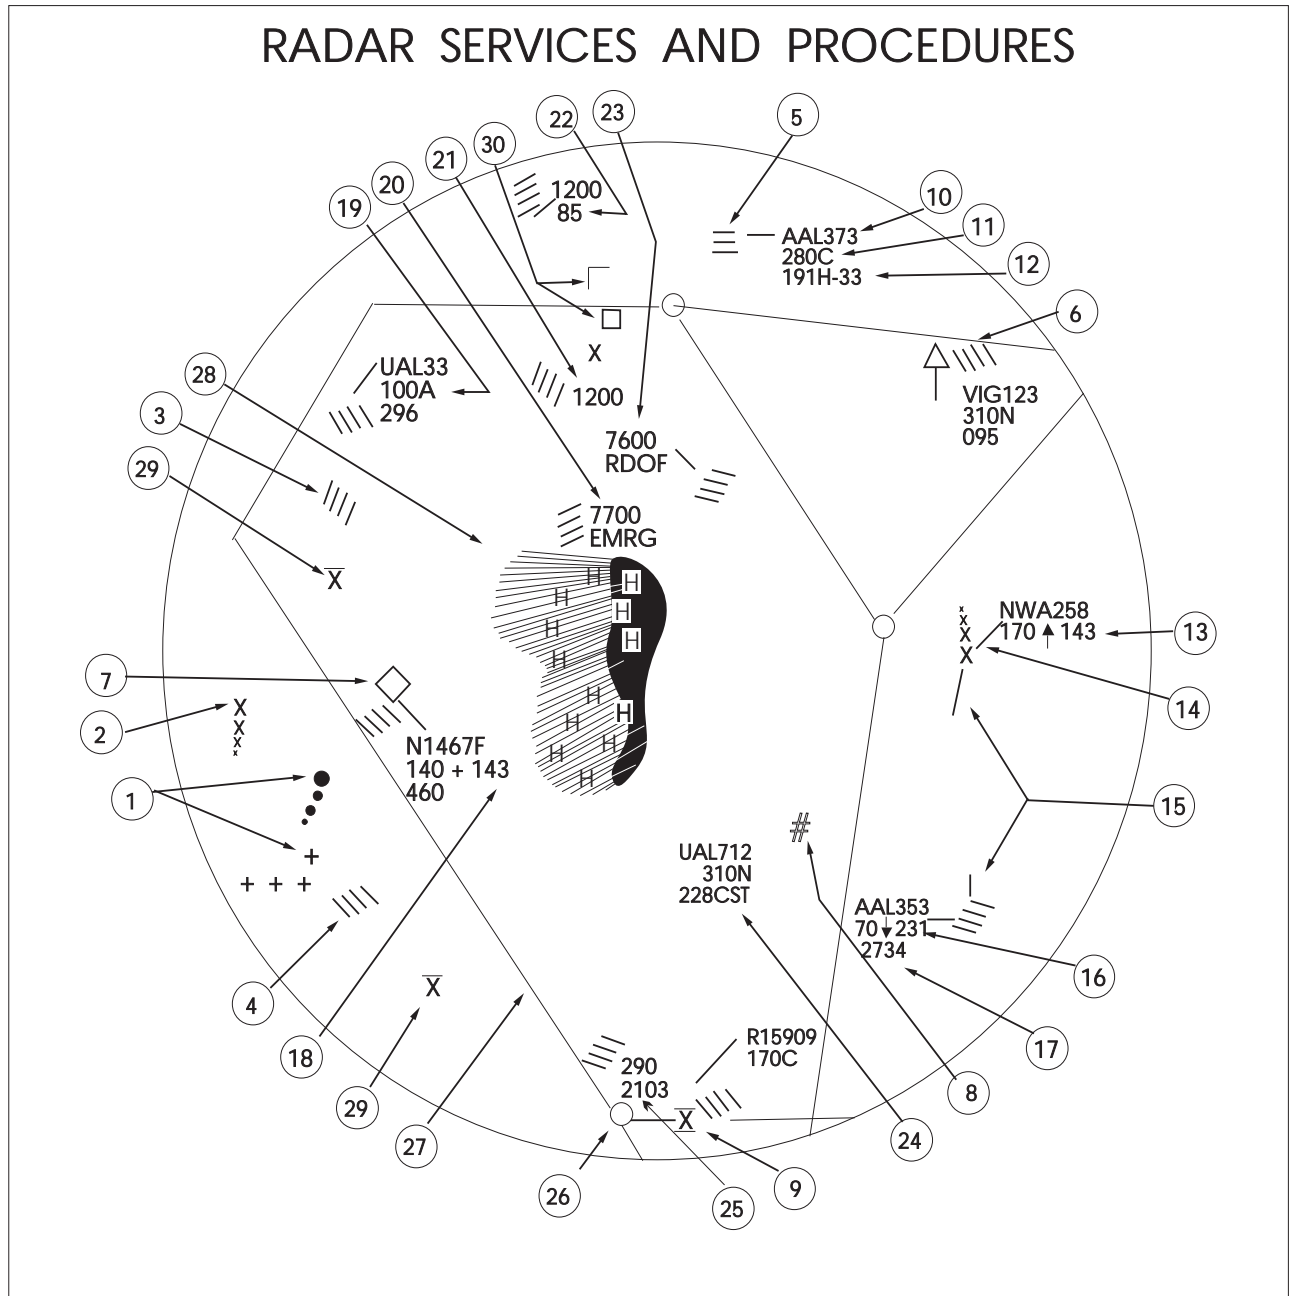 RADAR SERVICES AND PROCEDURES
23
22
5
30
21
20
19
1200
85
10
AAL373
280C
191H-33
11
12
6
X
UAL33
100A
296
1200
28
3
29
VIG123
310N
095
7600
RDOF
7700
EMRG
X
H
H
H
H
H
H
H
H
H
H
H
H
H
H
X
X
X
X
NWA258
170 143
13
14
7
2
X
X
X
X
N1467F
140 + 143
460
1
+
+ + +
15
#
UAL712
310N
228CST
AAL353
70 231
2734
16
4
X
18
29
27
17
R15909
170C
290
2103
X
8
24
26
9
25